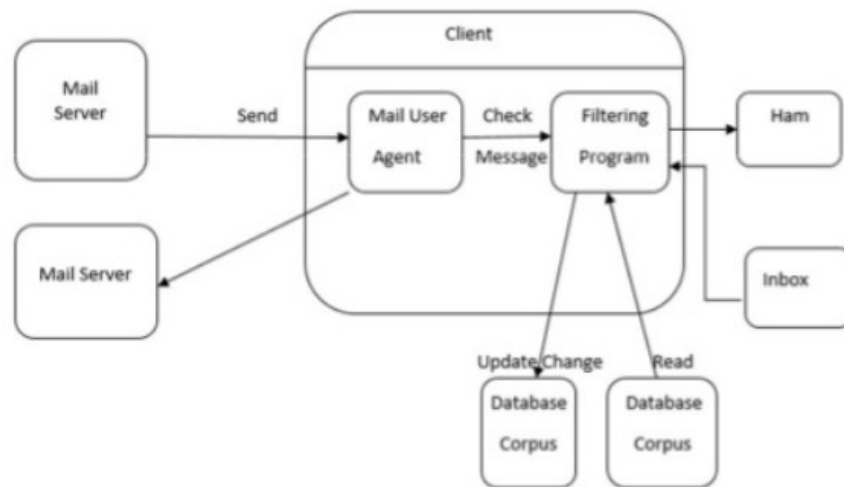 Client
Mail
Server
Send
Mail User
Agent
Check
Message
Filtering
Program
Ham
Mail Server
Inbox
Update Change
Read
Database
Corpus
Database
Corpus